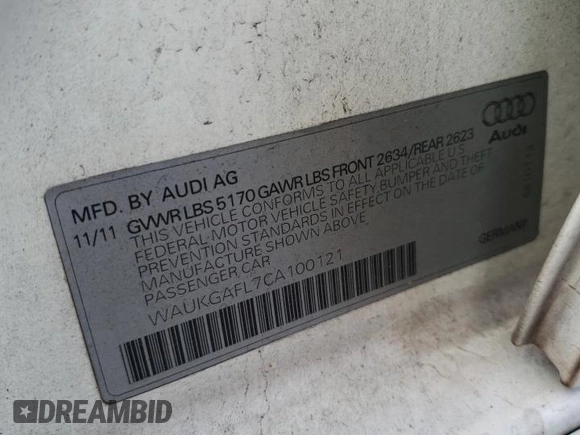 MFD. BY AUDI AG
11/11 GVWR LBS 5170 GAWR LBS FRONT 2634/REAR 2623
THIS VEHICLE CONFORMS TO ALL APPLICABLE U.S.
FEDERAL MOTOR VEHICLE SAFETY BUMPER AND THEFT
PREVENTION STANDARDS IN EFFECT ON THE DATE OF
MANUFACTURE SHOWN ABOVE.
PASSENGER CAR
WAUKGAFL7CA100121
Audi
GERMANY
DREAMBID